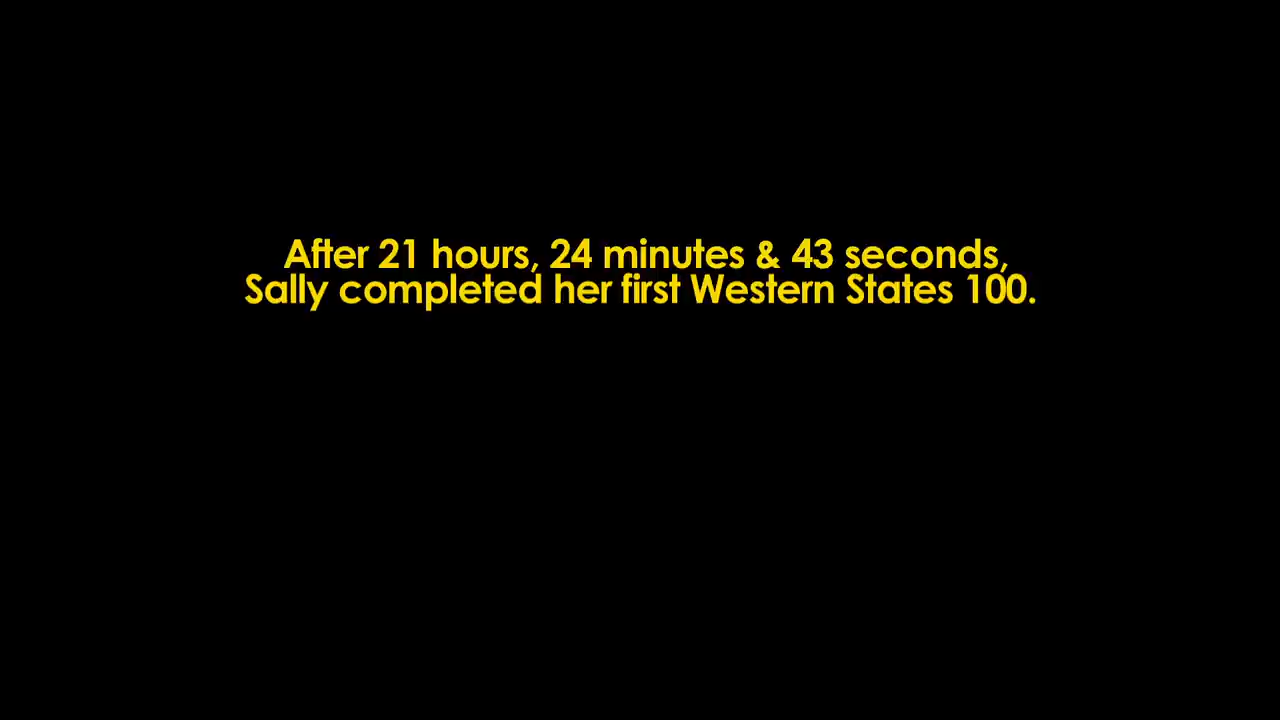 After 21 hours, 24 minutes & 43 seconds,
Sally completed her first Western States 100.